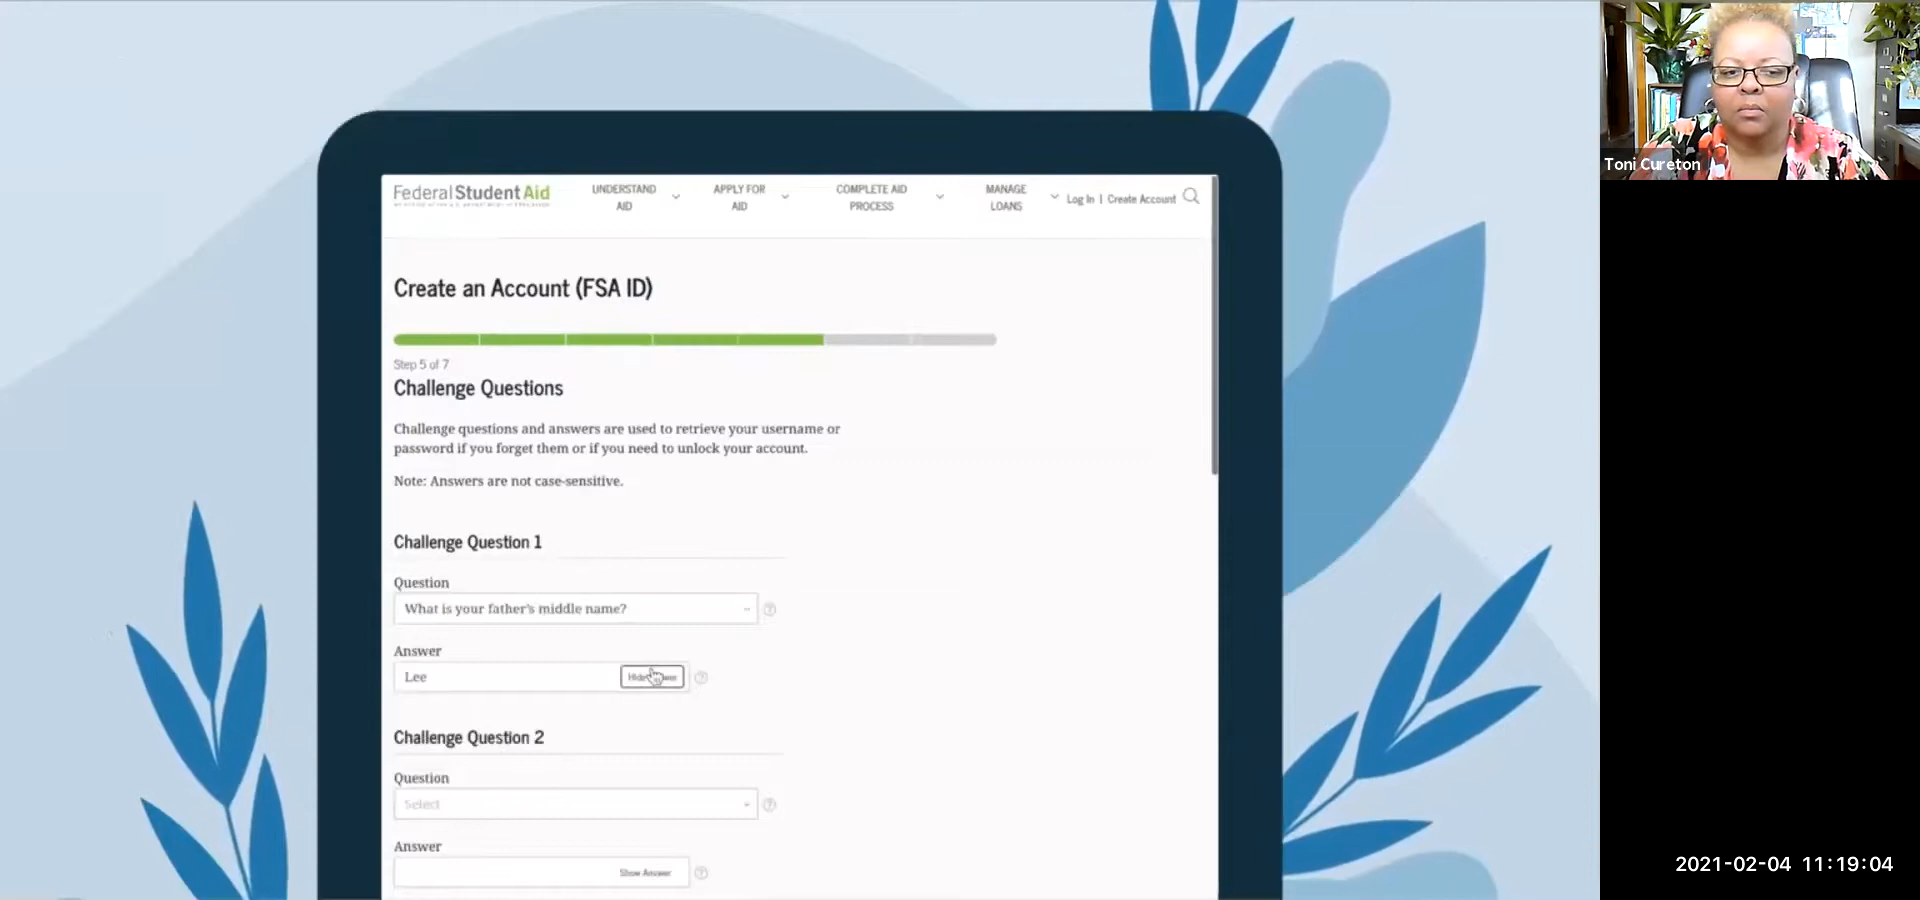 Toni Cureton
Federal Student Aid
UNDERSTAND AID
APPLY FOR AID
COMPLETE AID PROCESS
MANAGE LOANS
Log In | Create Account
Create an Account (FSA ID)
Step 5 of 7
Challenge Questions
Challenge questions and answers are used to retrieve your username or
password if you forget them or if you need to unlock your account.
Note: Answers are not case-sensitive.
Challenge Question 1
Question
What is your father's middle name?
Answer
Lee
Challenge Question 2
Question
Select
Answer
Show Answer
2021-02-04 11:19:04